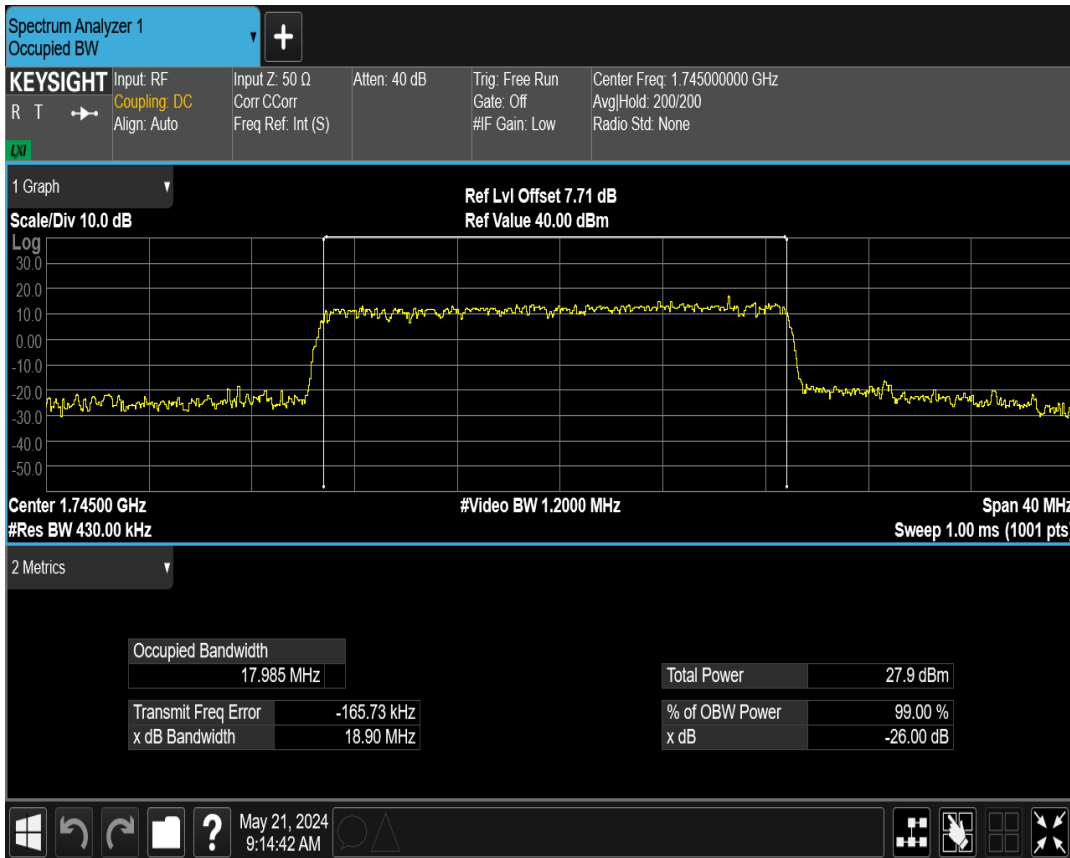 Spectrum Analyzer 1
Occupied BW
+
KEYSIGHT
R T
LXI
Input: RF
Coupling: DC
Align: Auto
Input Z: 50 Ω
Corr CCorr
Freq Ref: Int (S)
Atten: 40 dB
Trig: Free Run
Gate: Off
#IF Gain: Low
Center Freq: 1.745000000 GHz
Avg|Hold: 200/200
Radio Std: None
1 Graph
Ref Lvl Offset 7.71 dB
Scale/Div 10.0 dB
Ref Value 40.00 dBm
Log
30.0
20.0
10.0
0.00
-10.0
-20.0
-30.0
-40.0
-50.0
Center 1.74500 GHz
#Video BW 1.2000 MHz
Span 40 MHz
#Res BW 430.00 kHz
Sweep 1.00 ms (1001 pts)
2 Metrics
Occupied Bandwidth
17.985 MHz
Total Power 27.9 dBm
Transmit Freq Error -165.73 kHz
% of OBW Power 99.00 %
x dB Bandwidth 18.90 MHz
x dB -26.00 dB
?
May 21, 2024
9:14:42 AM